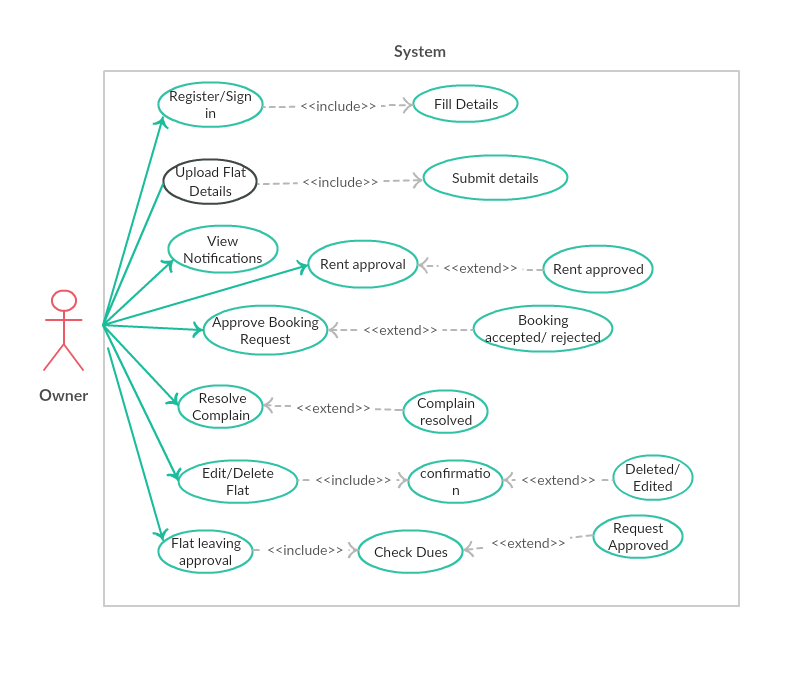 System
Register/Sign
in
<<include>>
Fill Details
Upload Flat
Details
<<include>>
Submit details
View
Notifications
Rent approval
<<extend>>
Rent approved
Approve Booking
Request
<<extend>>
Booking
accepted/ rejected
Owner
Resolve
Complain
<<extend>>
Complain
resolved
Edit/Delete
Flat
<<include>>
confirmatio
n
<<extend>>
Deleted/
Edited
Flat leaving
approval
<<include>>
Check Dues
<<extend>>
Request
Approved